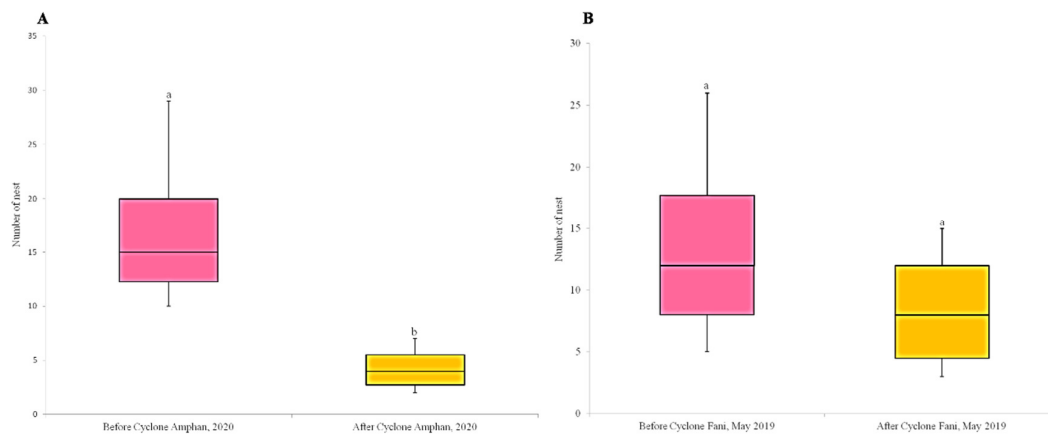 A
35
30
25
20
15
10
5
0
Number of nest
a
b
Before Cyclone Amphan, 2020
After Cyclone Amphan, 2020
B
30
25
20
15
10
5
0
Number of nest
a
a
Before Cyclone Fani, May 2019
After Cyclone Fani, May 2019